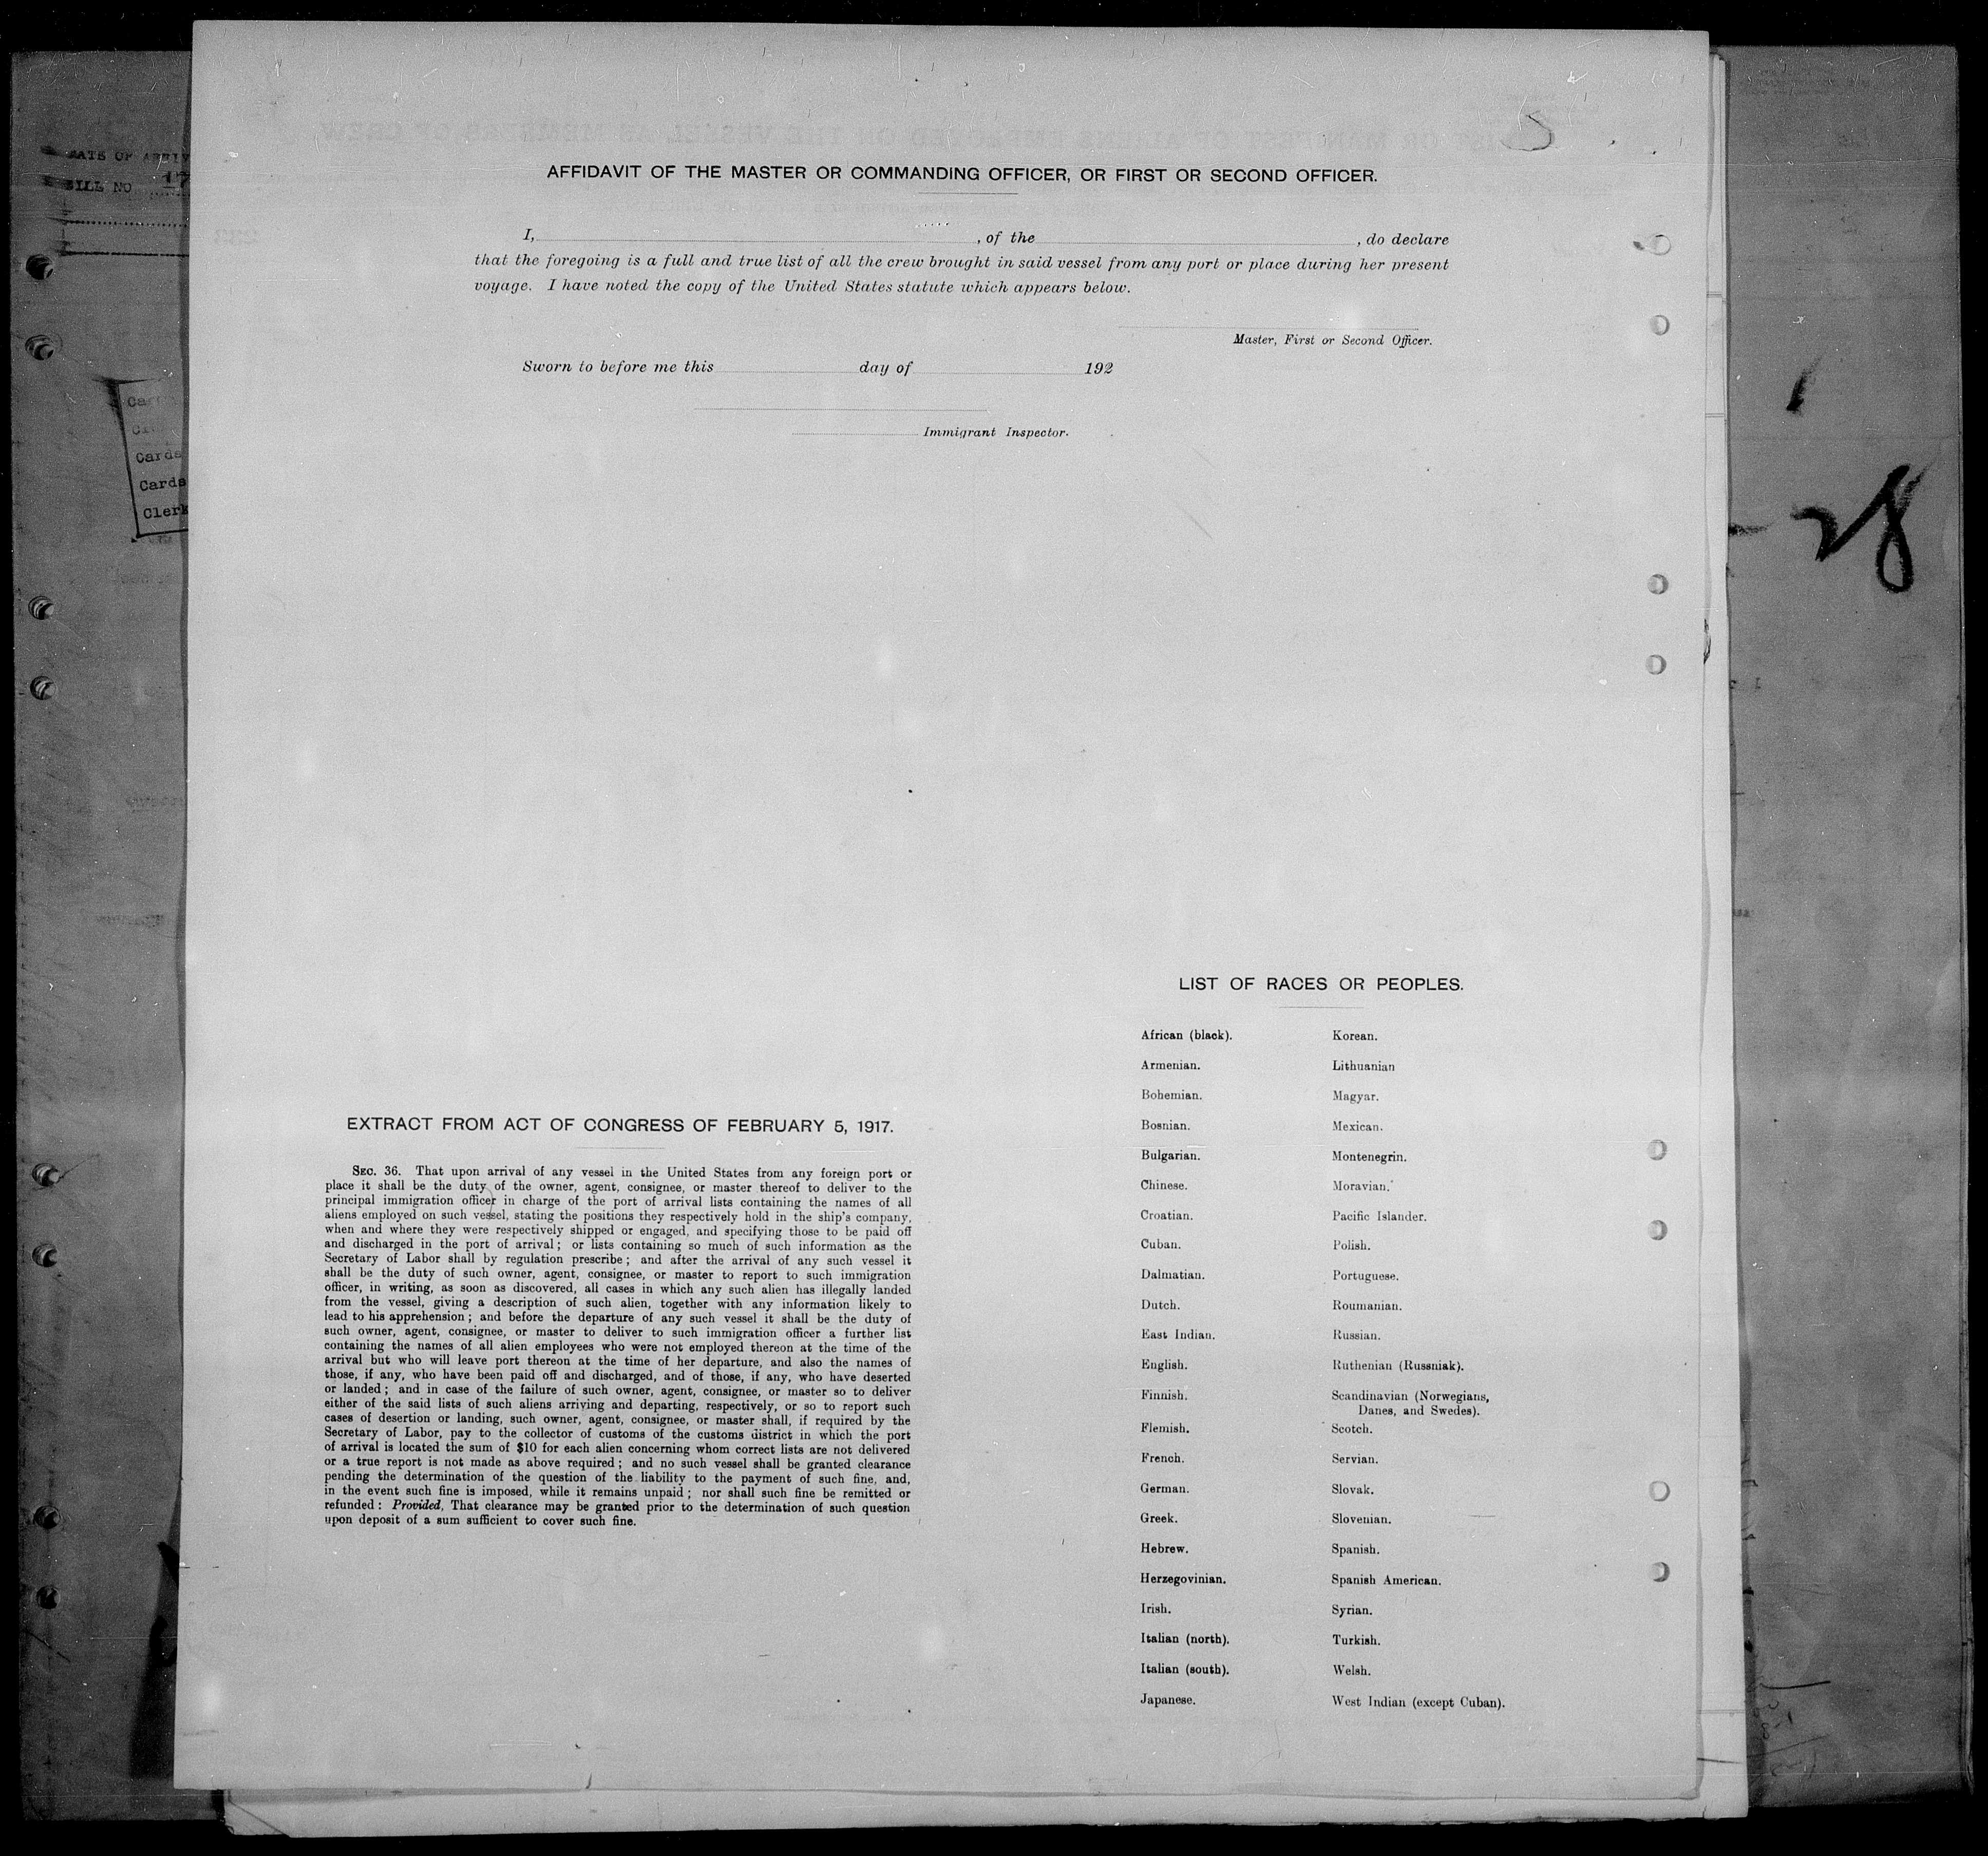 DATE OF ARRIV
BILL NO. 17
Cards
Cards
Clerk
28
AFFIDAVIT OF THE MASTER OR COMMANDING OFFICER, OR FIRST OR SECOND OFFICER.
I, , of the , do declare
that the foregoing is a full and true list of all the crew brought in said vessel from any port or place during her present
voyage. I have noted the copy of the United States statute which appears below.
Master, First or Second Officer.
Sworn to before me this day of 192
Immigrant Inspector.
EXTRACT FROM ACT OF CONGRESS OF FEBRUARY 5, 1917.
SEC. 36. That upon arrival of any vessel in the United States from any foreign port or
place it shall be the duty of the owner, agent, consignee, or master thereof to deliver to the
principal immigration officer in charge of the port of arrival lists containing the names of all
aliens employed on such vessel, stating the positions they respectively hold in the ship's company,
when and where they were respectively shipped or engaged, and specifying those to be paid off
and discharged in the port of arrival; or lists containing so much of such information as the
Secretary of Labor shall by regulation prescribe; and after the arrival of any such vessel it
shall be the duty of such owner, agent, consignee, or master to report to such immigration
officer, in writing, as soon as discovered, all cases in which any such alien has illegally landed
from the vessel, giving a description of such alien, together with any information likely to
lead to his apprehension; and before the departure of any such vessel it shall be the duty of
such owner, agent, consignee, or master to deliver to such immigration officer a further list
containing the names of all alien employees who were not employed thereon at the time of the
arrival but who will leave port thereon at the time of her departure, and also the names of
those, if any, who have been paid off and discharged, and of those, if any, who have deserted
or landed; and in case of the failure of such owner, agent, consignee, or master so to deliver
either of the said lists of such aliens arriving and departing, respectively, or so to report such
cases of desertion or landing, such owner, agent, consignee, or master shall, if required by the
Secretary of Labor, pay to the collector of customs of the customs district in which the port
of arrival is located the sum of $10 for each alien concerning whom correct lists are not delivered
or a true report is not made as above required; and no such vessel shall be granted clearance
pending the determination of the question of the liability to the payment of such fine, and,
in the event such fine is imposed, while it remains unpaid; nor shall such fine be remitted or
refunded: Provided, That clearance may be granted prior to the determination of such question
upon deposit of a sum sufficient to cover such fine.
LIST OF RACES OR PEOPLES.
African (black).
Armenian.
Bohemian.
Bosnian.
Bulgarian.
Chinese.
Croatian.
Cuban.
Dalmatian.
Dutch.
East Indian.
English.
Finnish.
Flemish.
French.
German.
Greek.
Hebrew.
Herzegovinian.
Irish.
Italian (north).
Italian (south).
Japanese.
Korean.
Lithuanian
Magyar.
Mexican.
Montenegrin.
Moravian.
Pacific Islander.
Polish.
Portuguese.
Roumanian.
Russian.
Ruthenian (Russniak).
Scandinavian (Norwegians,
Danes, and Swedes).
Scotch.
Servian.
Slovak.
Slovenian.
Spanish.
Spanish American.
Syrian.
Turkish.
Welsh.
West Indian (except Cuban).